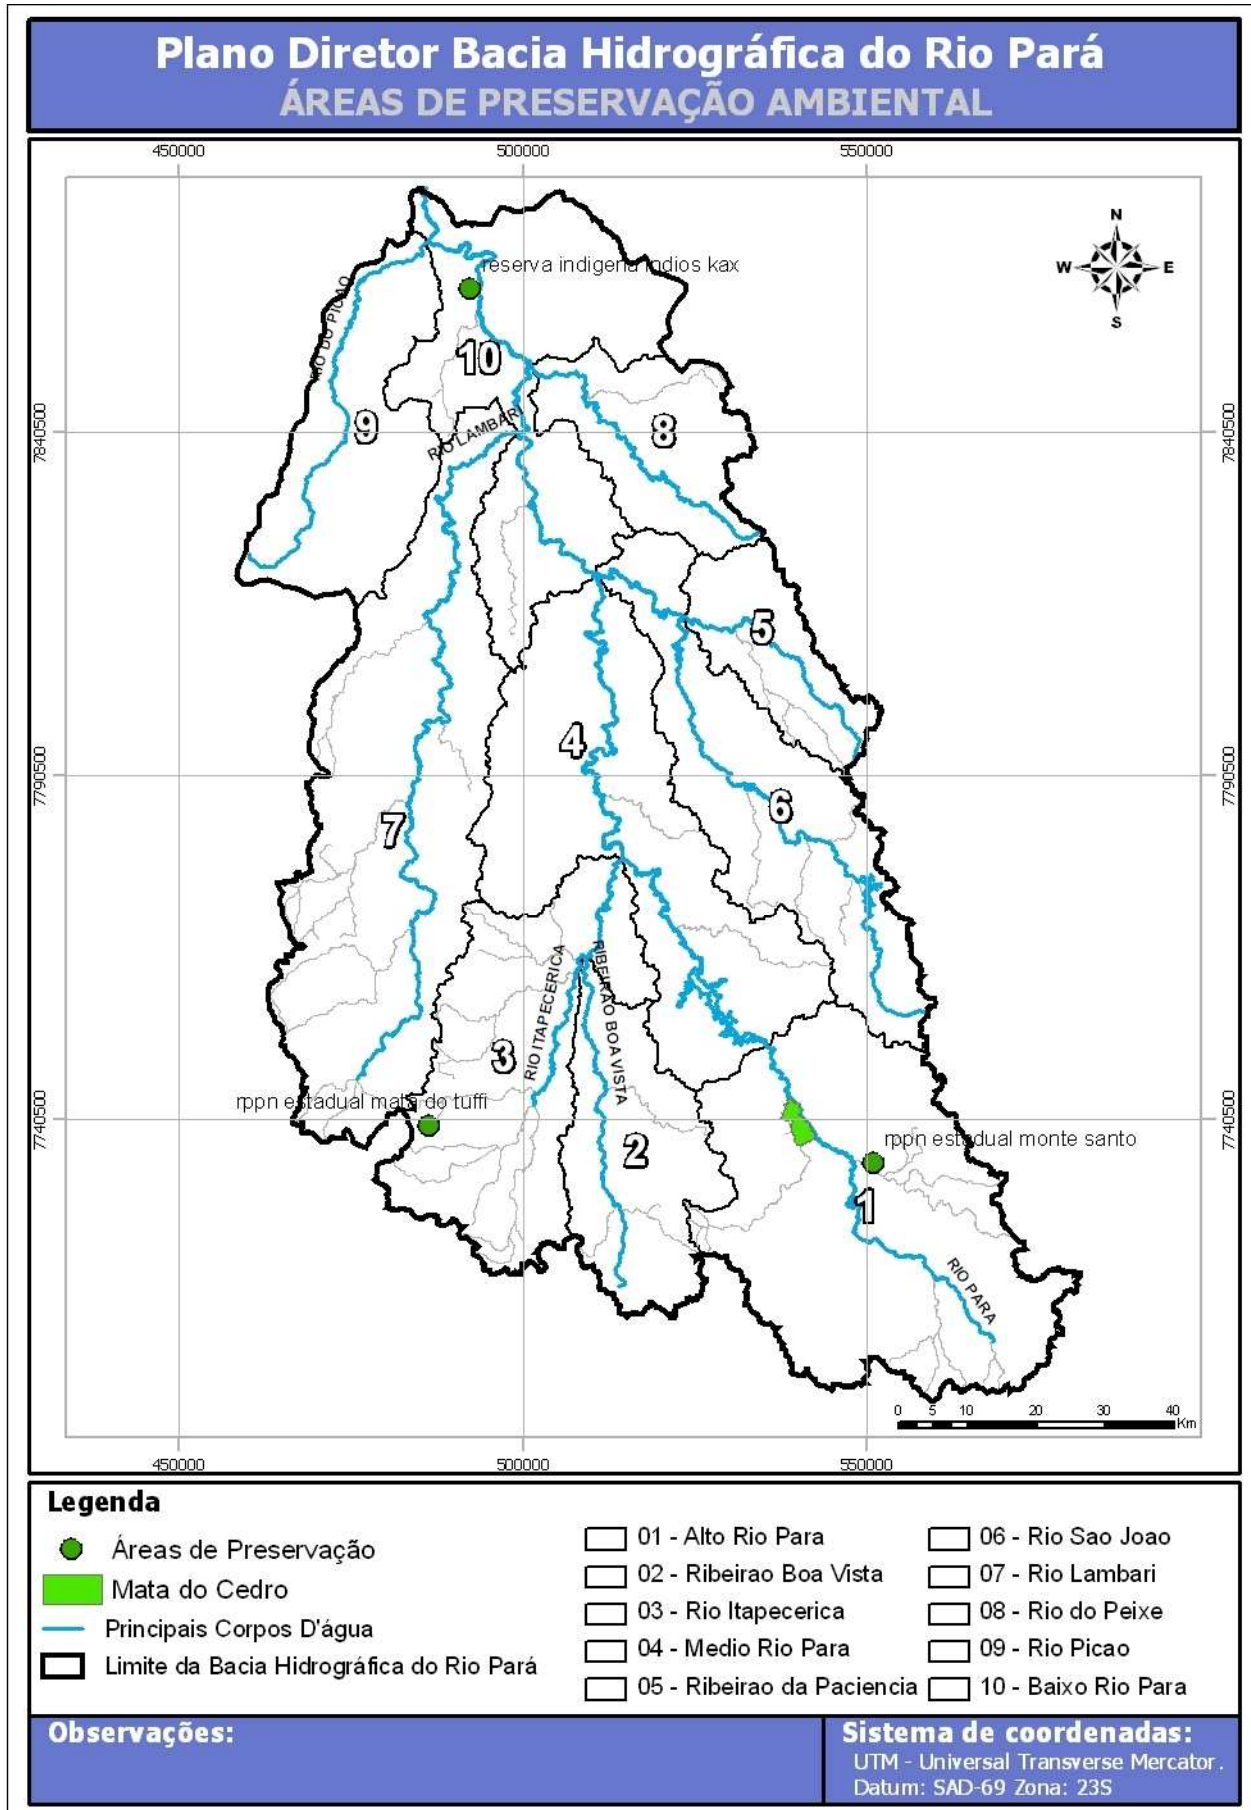 Plano Diretor Bacia Hidrográfica do Rio Pará
ÁREAS DE PRESERVAÇÃO AMBIENTAL
450000
500000
550000
N
W
E
S
reserva indigena indios kax
RIO DO PICAO
10
9
8
RIO LAMBARI
7840500
7840500
5
4
7790500
7790500
6
7
RIO ITAPECERICA
RIBEIRAO BOA VISTA
3
rppn estadual mata do tuffi
7740500
7740500
rppn estadual monte santo
2
1
RIO PARA
0 5 10 20 30 40
Km
450000
500000
550000
Legenda
Áreas de Preservação
Mata do Cedro
Principais Corpos D'água
Limite da Bacia Hidrográfica do Rio Pará
01 - Alto Rio Para
02 - Ribeirao Boa Vista
03 - Rio Itapecerica
04 - Medio Rio Para
05 - Ribeirao da Paciencia
06 - Rio Sao Joao
07 - Rio Lambari
08 - Rio do Peixe
09 - Rio Picao
10 - Baixo Rio Para
Observações:
Sistema de coordenadas:
UTM - Universal Transverse Mercator.
Datum: SAD-69 Zona: 23S